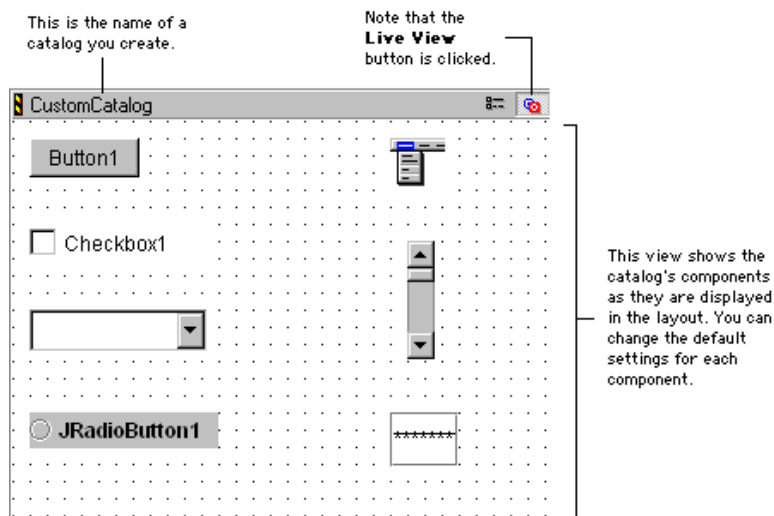 This is the name of a
catalog you create.
Note that the
Live View
button is clicked.
CustomCatalog
Button1
Checkbox1
JRadioButton1
*******
This view shows the
catalog's components
as they are displayed
in the layout. You can
change the default
settings for each
component.